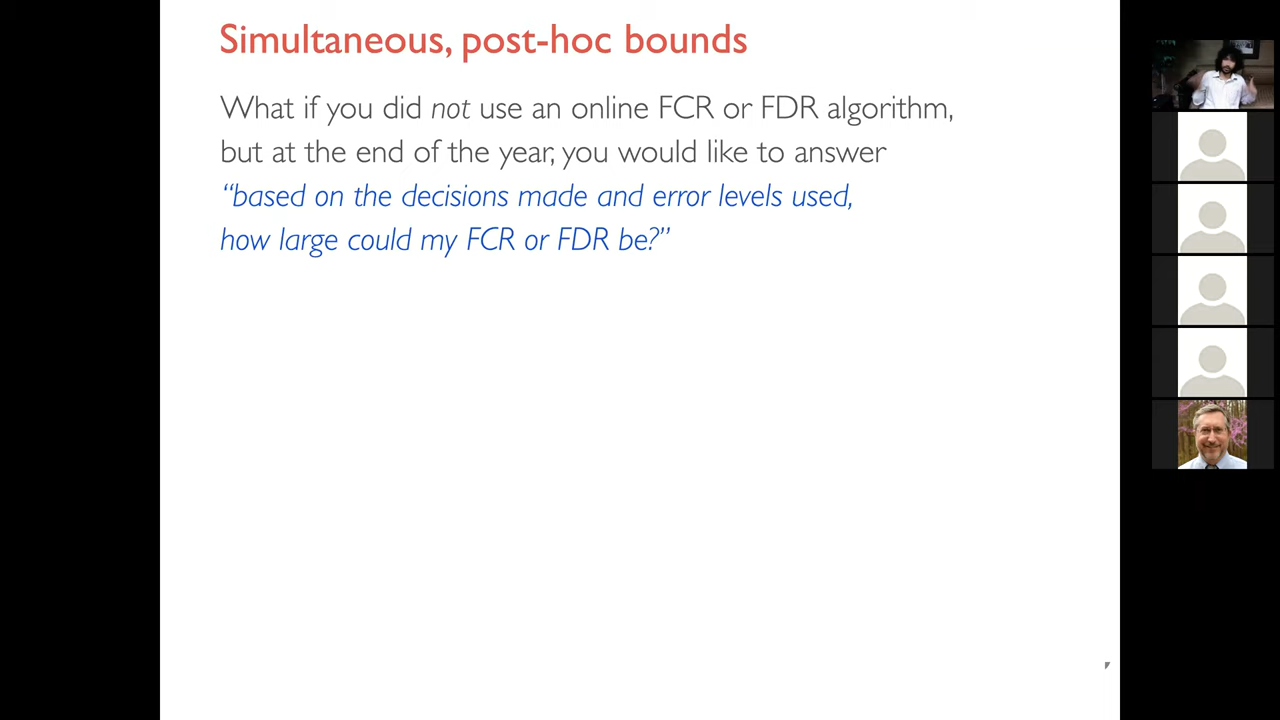 Simultaneous, post-hoc bounds
What if you did not use an online FCR or FDR algorithm,
but at the end of the year, you would like to answer
“based on the decisions made and error levels used,
how large could my FCR or FDR be?”